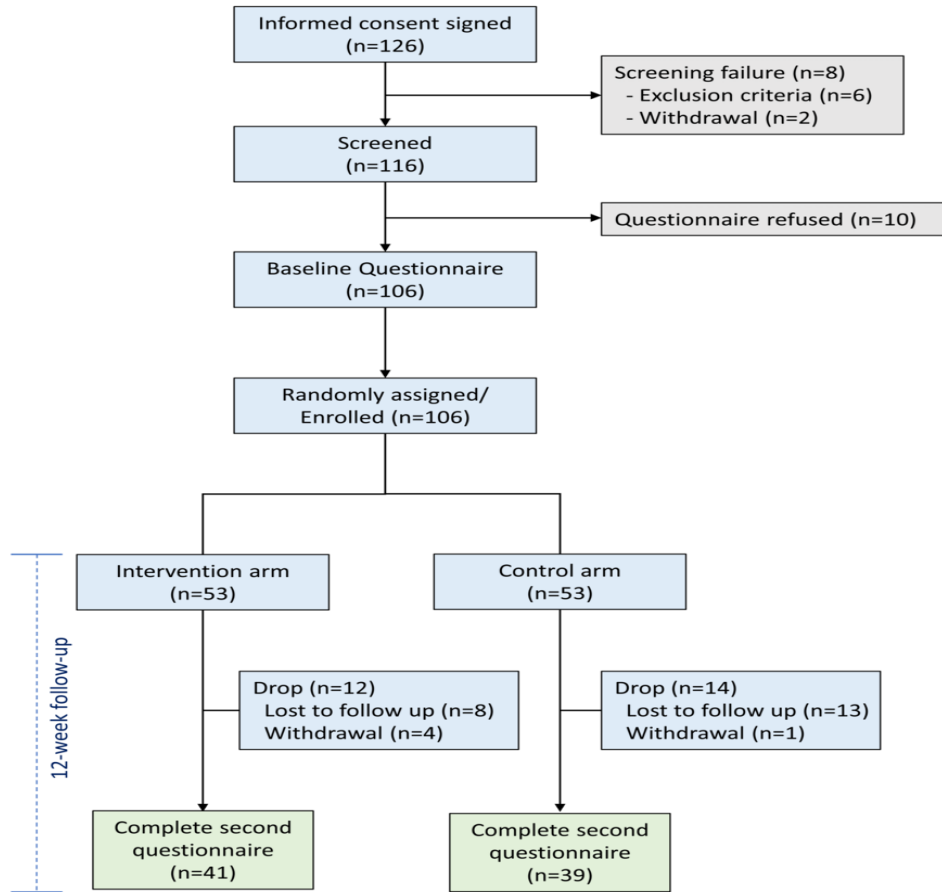 Informed consent signed
(n=126)
Screening failure (n=8)
- Exclusion criteria (n=6)
- Withdrawal (n=2)
Screened
(n=116)
Questionnaire refused (n=10)
Baseline Questionnaire
(n=106)
Randomly assigned/
Enrolled (n=106)
Intervention arm
(n=53)
Control arm
(n=53)
12-week follow-up
Drop (n=12)
Lost to follow up (n=8)
Withdrawal (n=4)
Drop (n=14)
Lost to follow up (n=13)
Withdrawal (n=1)
Complete second
questionnaire
(n=41)
Complete second
questionnaire
(n=39)